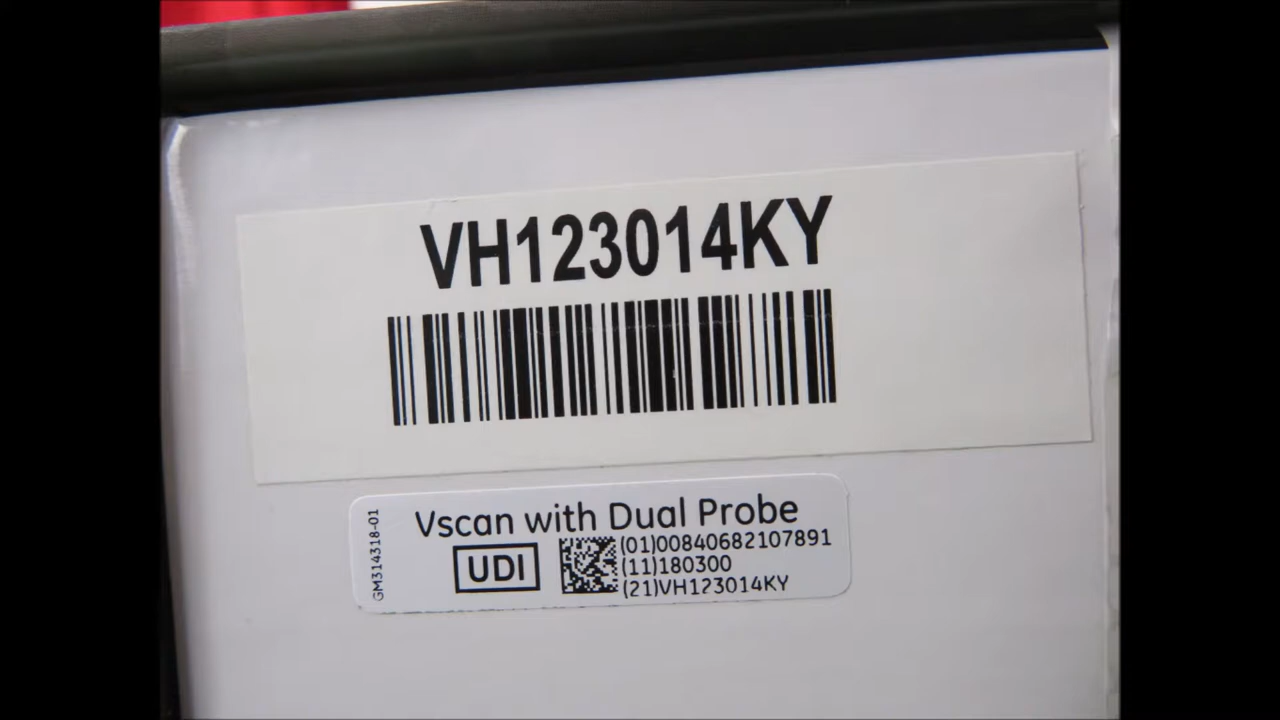 VH123014KY
Vscan with Dual Probe
GM314318-01
UDI
(01)00840682107891
(11)180300
(21)VH123014KY